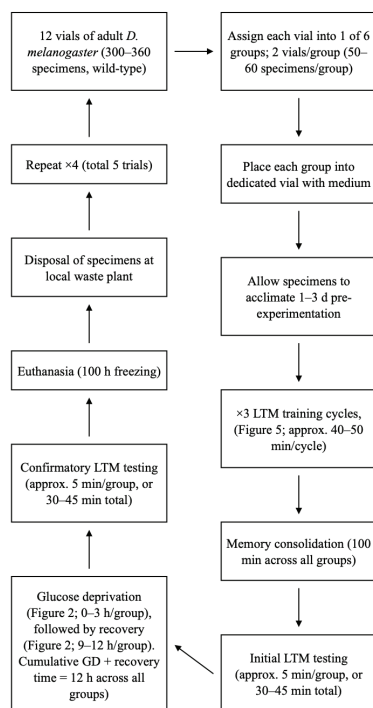 12 vials of adult D.
melanogaster (300–360
specimens, wild-type)
Assign each vial into 1 of 6
groups; 2 vials/group (50–
60 specimens/group)
Place each group into
dedicated vial with medium
Allow specimens to
acclimate 1–3 d pre-
experimentation
×3 LTM training cycles,
(Figure 5; approx. 40–50
min/cycle)
Memory consolidation (100
min across all groups)
Initial LTM testing
(approx. 5 min/group, or
30–45 min total)
Glucose deprivation
(Figure 2; 0–3 h/group),
followed by recovery
(Figure 2; 9–12 h/group).
Cumulative GD + recovery
time = 12 h across all
groups)
Confirmatory LTM testing
(approx. 5 min/group, or
30–45 min total)
Euthanasia (100 h freezing)
Disposal of specimens at
local waste plant
Repeat ×4 (total 5 trials)